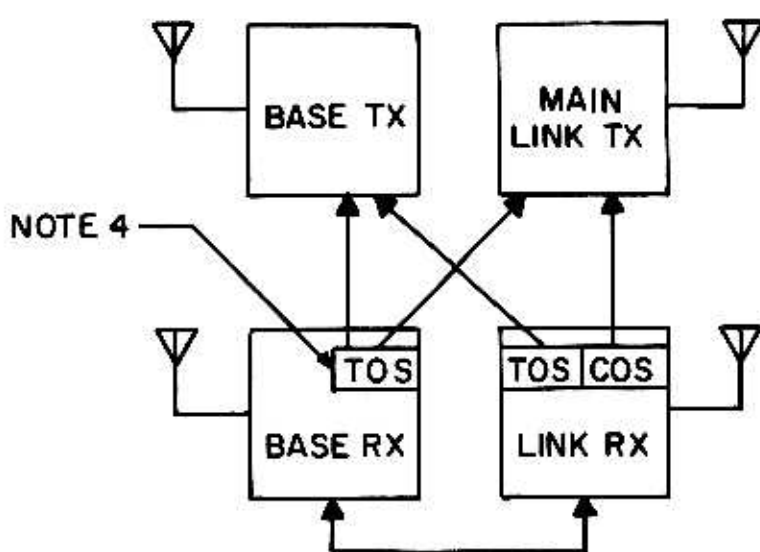 BASE TX
MAIN
LINK TX
NOTE 4
TOS
TOS
COS
BASE RX
LINK RX